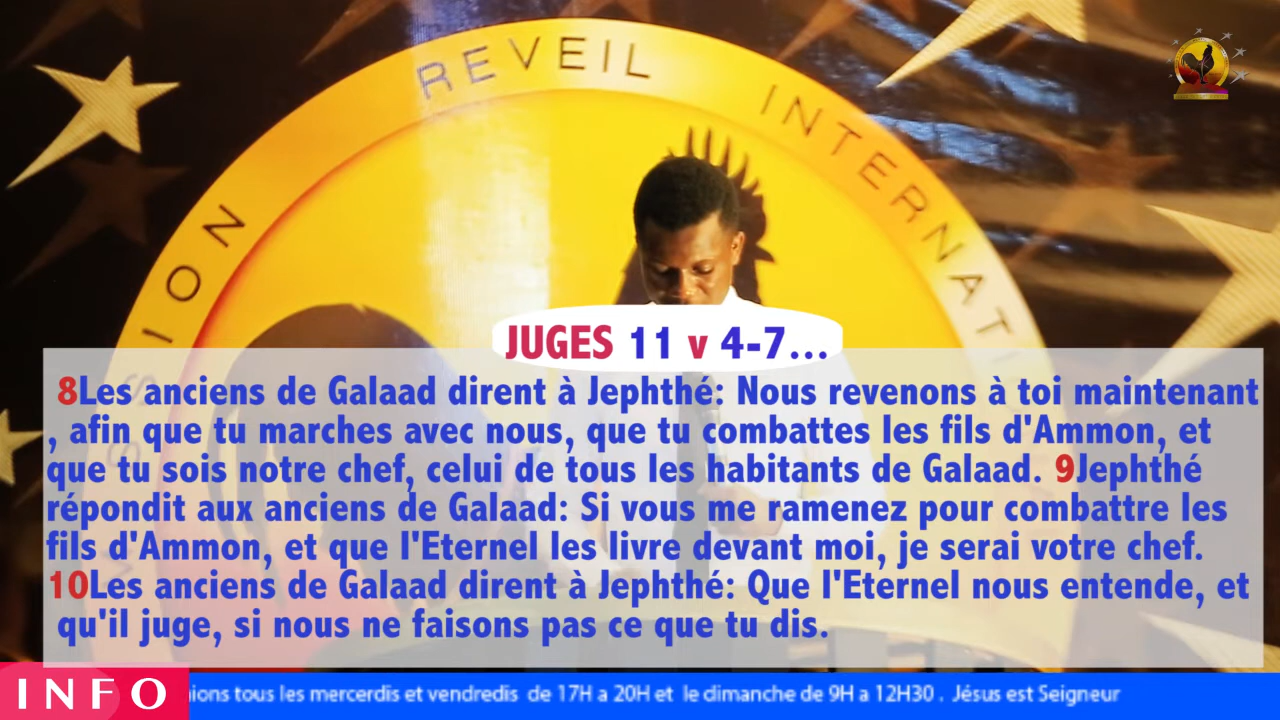 MISSION REVEIL INTERNATI
JUGES 11 v 4-7...
8Les anciens de Galaad dirent à Jephthé: Nous revenons à toi maintenant
, afin que tu marches avec nous, que tu combattes les fils d'Ammon, et
que tu sois notre chef, celui de tous les habitants de Galaad. 9Jephthé
répondit aux anciens de Galaad: Si vous me ramenez pour combattre les
fils d'Ammon, et que l'Eternel les livre devant moi, je serai votre chef.
10Les anciens de Galaad dirent à Jephthé: Que l'Eternel nous entende, et
qu'il juge, si nous ne faisons pas ce que tu dis.
INFO
nions tous les mercerdis et vendredis de 17H a 20H et le dimanche de 9H a 12H30 . Jésus est Seigneur